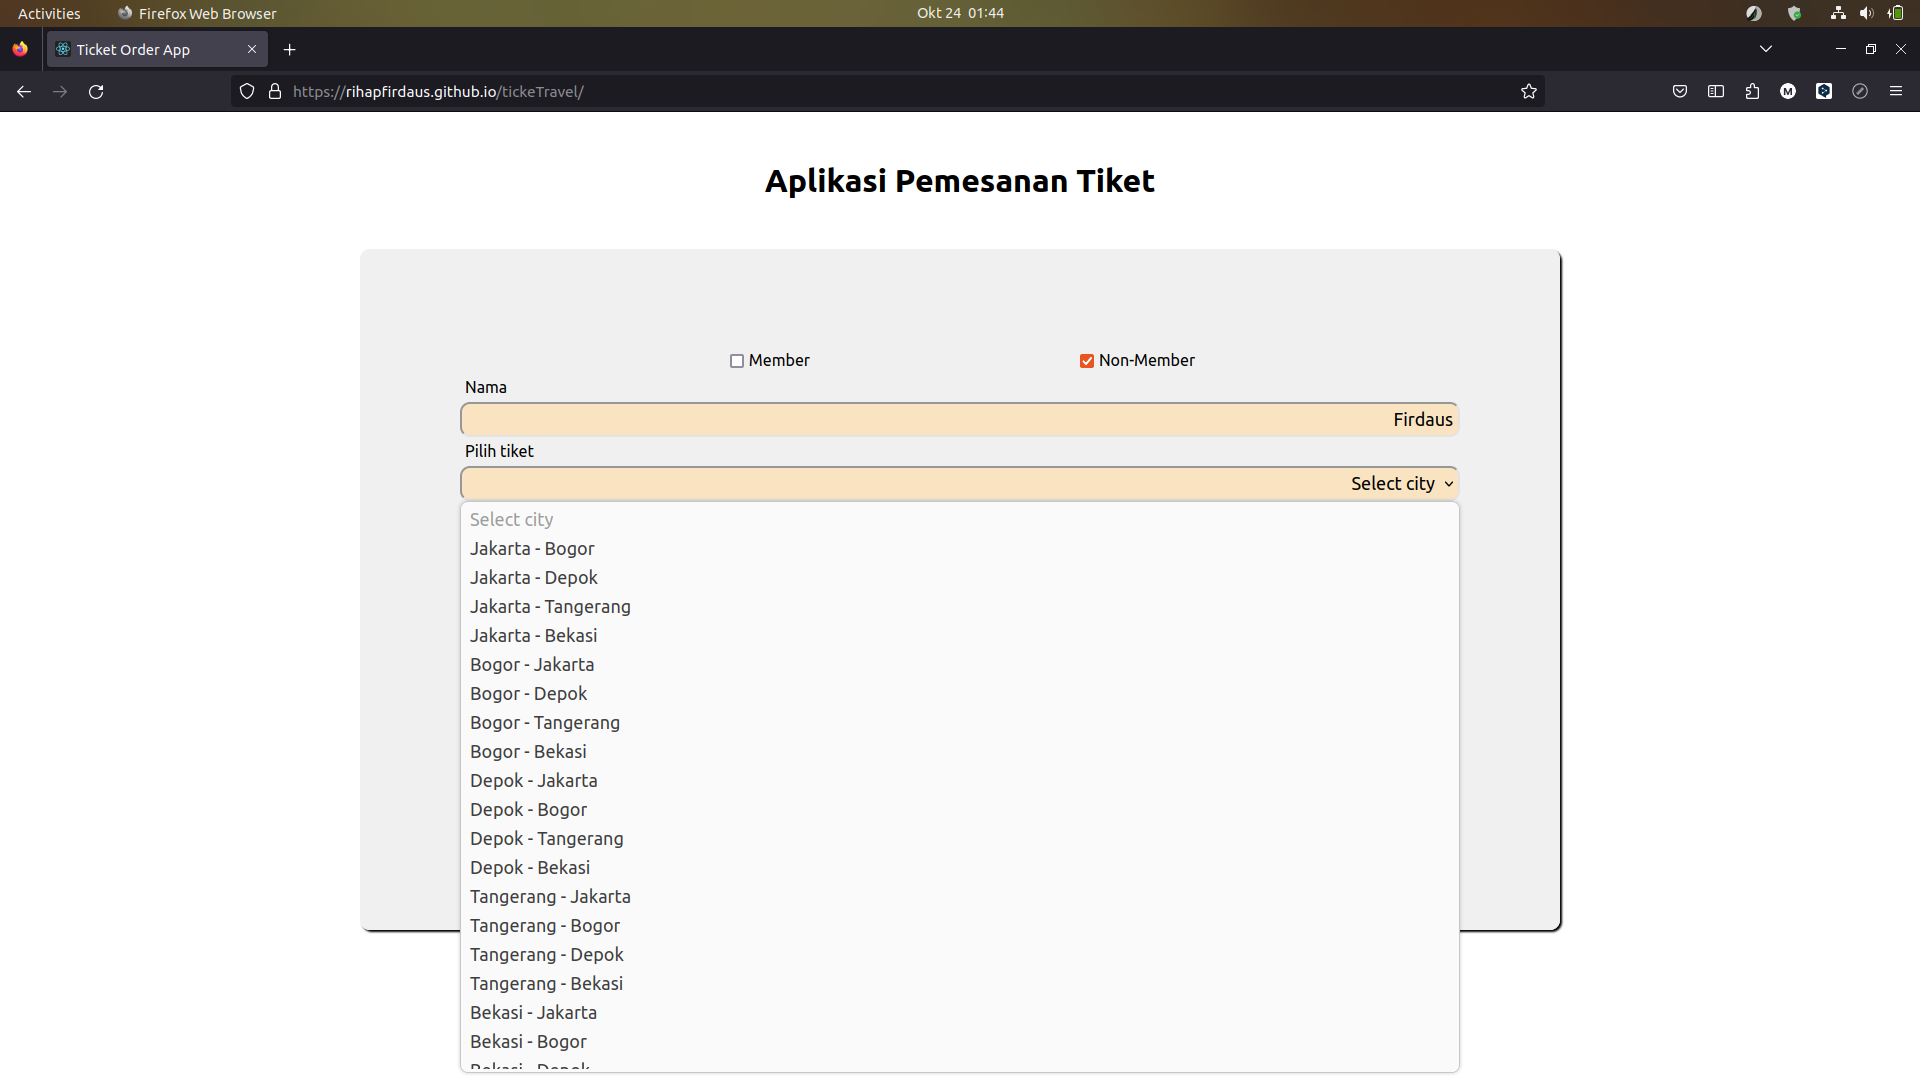 Activities Firefox Web Browser Okt 24 01:44
Ticket Order App
https://rihapfirdaus.github.io/tickeTravel/
M
Aplikasi Pemesanan Tiket
Member Non-Member
Nama
Firdaus
Pilih tiket
Select city
Select city
Jakarta - Bogor
Jakarta - Depok
Jakarta - Tangerang
Jakarta - Bekasi
Bogor - Jakarta
Bogor - Depok
Bogor - Tangerang
Bogor - Bekasi
Depok - Jakarta
Depok - Bogor
Depok - Tangerang
Depok - Bekasi
Tangerang - Jakarta
Tangerang - Bogor
Tangerang - Depok
Tangerang - Bekasi
Bekasi - Jakarta
Bekasi - Bogor
Bekasi - Depok